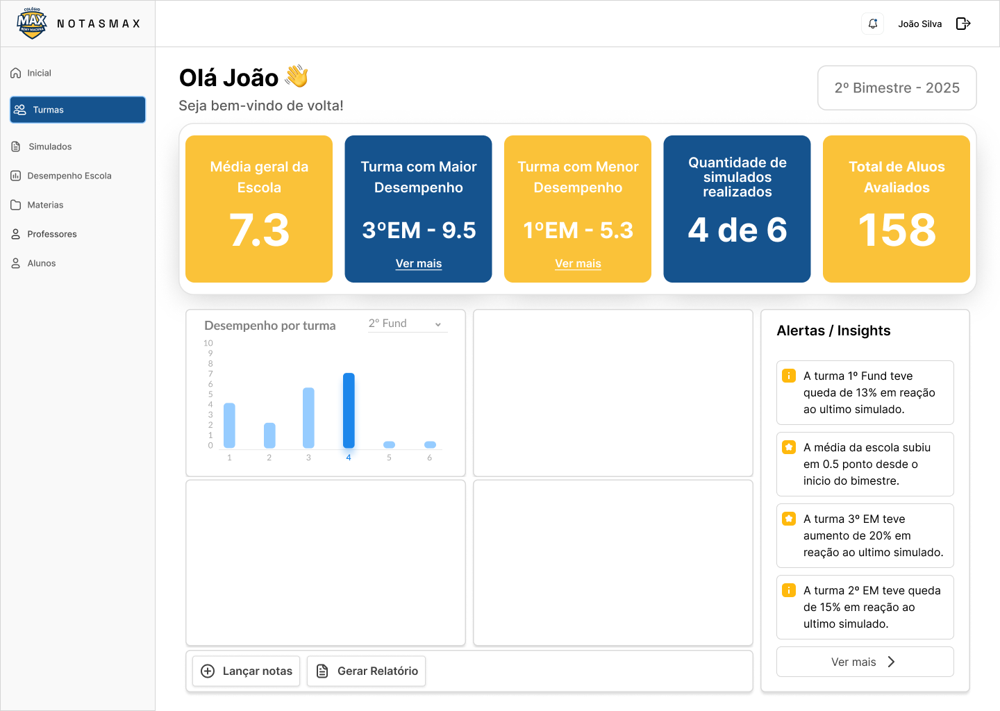 COLÉGIO
MAX
BENY MACENA
NOTASMAX
João Silva
Inicial
Turmas
Simulados
Desempenho Escola
Materias
Professores
Alunos
Olá João 👋
Seja bem-vindo de volta!
2º Bimestre - 2025
Média geral da
Escola
7.3
Turma com Maior
Desempenho
3ºEM - 9.5
Ver mais
Turma com Menor
Desempenho
1ºEM - 5.3
Ver mais
Quantidade de
simulados
realizados
4 de 6
Total de Aluos
Avaliados
158
Desempenho por turma
2° Fund
10
9
8
7
6
5
4
3
2
1
0
1 2 3 4 5 6
Alertas / Insights
A turma 1º Fund teve
queda de 13% em reação
ao ultimo simulado.
A média da escola subiu
em 0.5 ponto desde o
inicio do bimestre.
A turma 3º EM teve
aumento de 20% em
reação ao ultimo simulado.
A turma 2º EM teve queda
de 15% em reação ao
ultimo simulado.
Ver mais
Lançar notas
Gerar Relatório